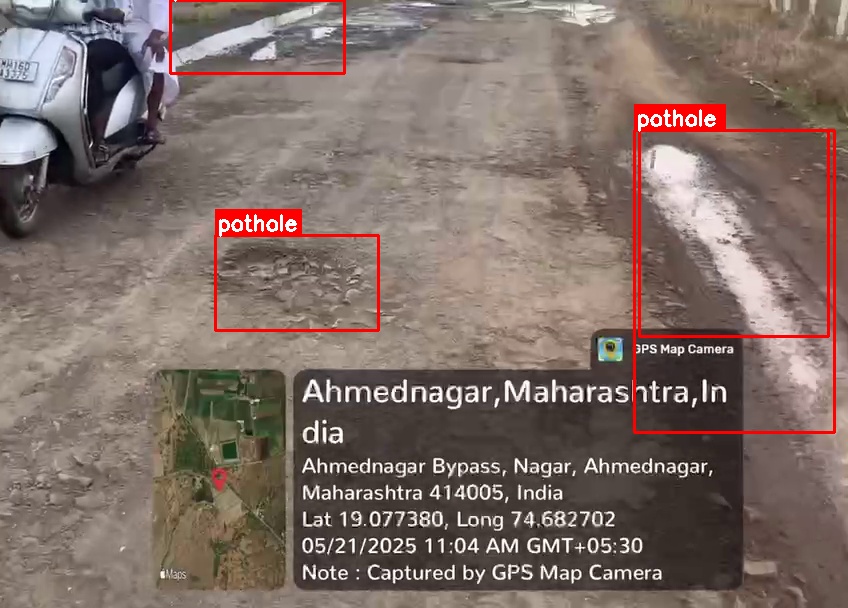 MH16D
pothole
pothole
GPS Map Camera
Ahmednagar,Maharashtra,In
dia
Ahmednagar Bypass, Nagar, Ahmednagar,
Maharashtra 414005, India
Lat 19.077380, Long 74.682702
05/21/2025 11:04 AM GMT+05:30
Note : Captured by GPS Map Camera
Maps